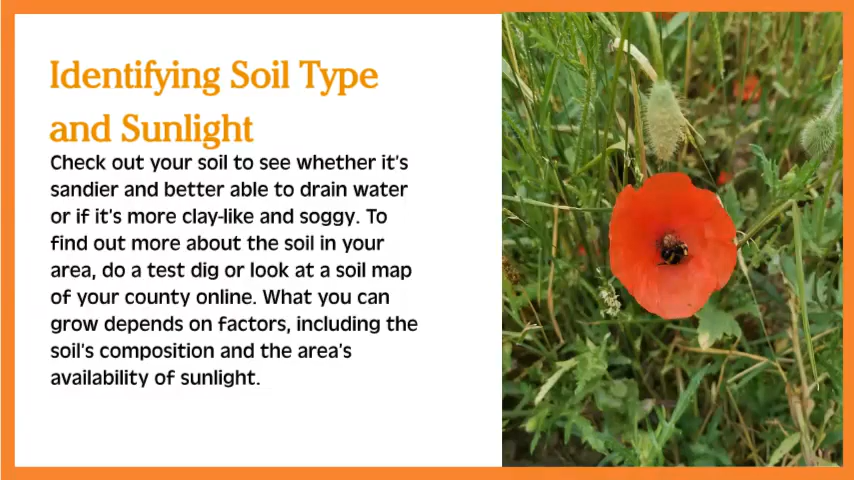 Identifying Soil Type
and Sunlight
Check out your soil to see whether it's
sandier and better able to drain water
or if it's more clay-like and soggy. To
find out more about the soil in your
area, do a test dig or look at a soil map
of your county online. What you can
grow depends on factors, including the
soil's composition and the area's
availability of sunlight.